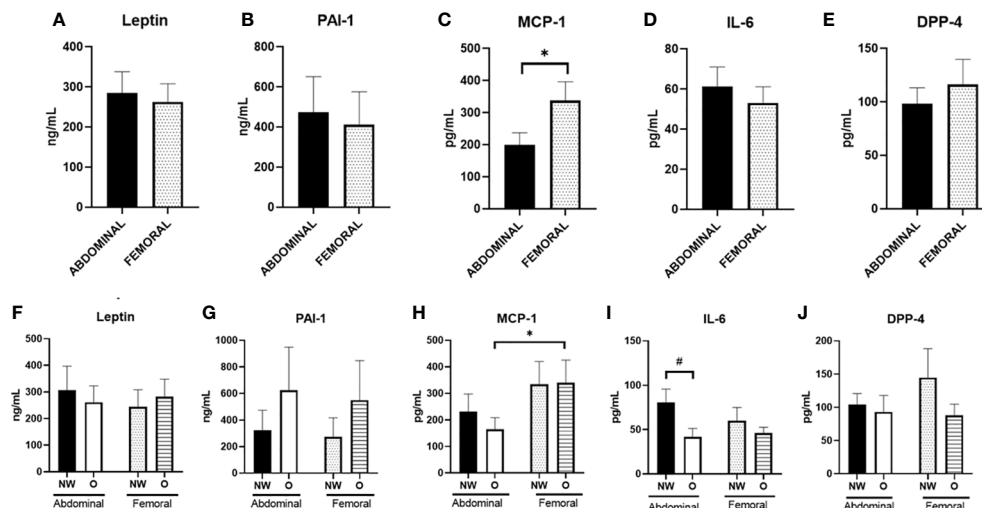 A Leptin
400
300
200
100
0
ng/mL
ABDOMINAL
FEMORAL
B PAI-1
800
600
400
200
0
ng/mL
ABDOMINAL
FEMORAL
C MCP-1
500
400
300
200
100
0
pg/mL
*
ABDOMINAL
FEMORAL
D IL-6
80
60
40
20
0
pg/mL
ABDOMINAL
FEMORAL
E DPP-4
150
100
50
0
pg/mL
ABDOMINAL
FEMORAL
F Leptin
500
400
300
200
100
0
ng/mL
NW O NW O
Abdominal Femoral
G PAI-1
1000
800
600
400
200
0
ng/mL
NW O NW O
Abdominal Femoral
H MCP-1
500
400
300
200
100
0
pg/mL
*
NW O NW O
Abdominal Femoral
I IL-6
150
100
50
0
pg/mL
#
NW O NW O
Abdominal Femoral
J DPP-4
200
150
100
50
0
pg/mL
NW O NW O
Abdominal Femoral